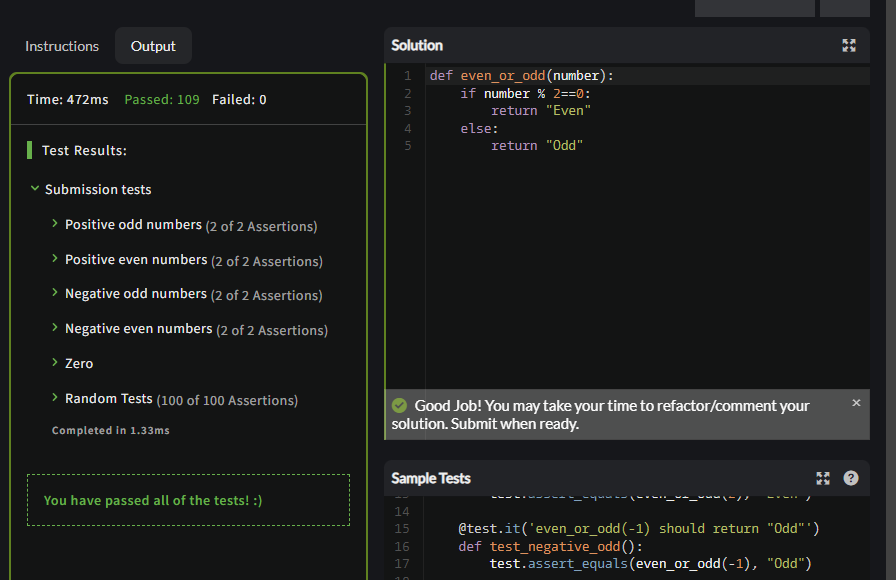 Instructions
Output
Time: 472ms Passed: 109 Failed: 0
Test Results:
Submission tests
Positive odd numbers (2 of 2 Assertions)
Positive even numbers (2 of 2 Assertions)
Negative odd numbers (2 of 2 Assertions)
Negative even numbers (2 of 2 Assertions)
Zero
Random Tests (100 of 100 Assertions)
Completed in 1.33ms
You have passed all of the tests! :)
Solution
1 def even_or_odd(number):
2     if number % 2==0:
3         return "Even"
4     else:
5         return "Odd"
Good Job! You may take your time to refactor/comment your
solution. Submit when ready.
Sample Tests
13         test.assert_equals(even_or_odd(2), "Even")
14
15     @test.it('even_or_odd(-1) should return "Odd"')
16     def test_negative_odd():
17         test.assert_equals(even_or_odd(-1), "Odd")